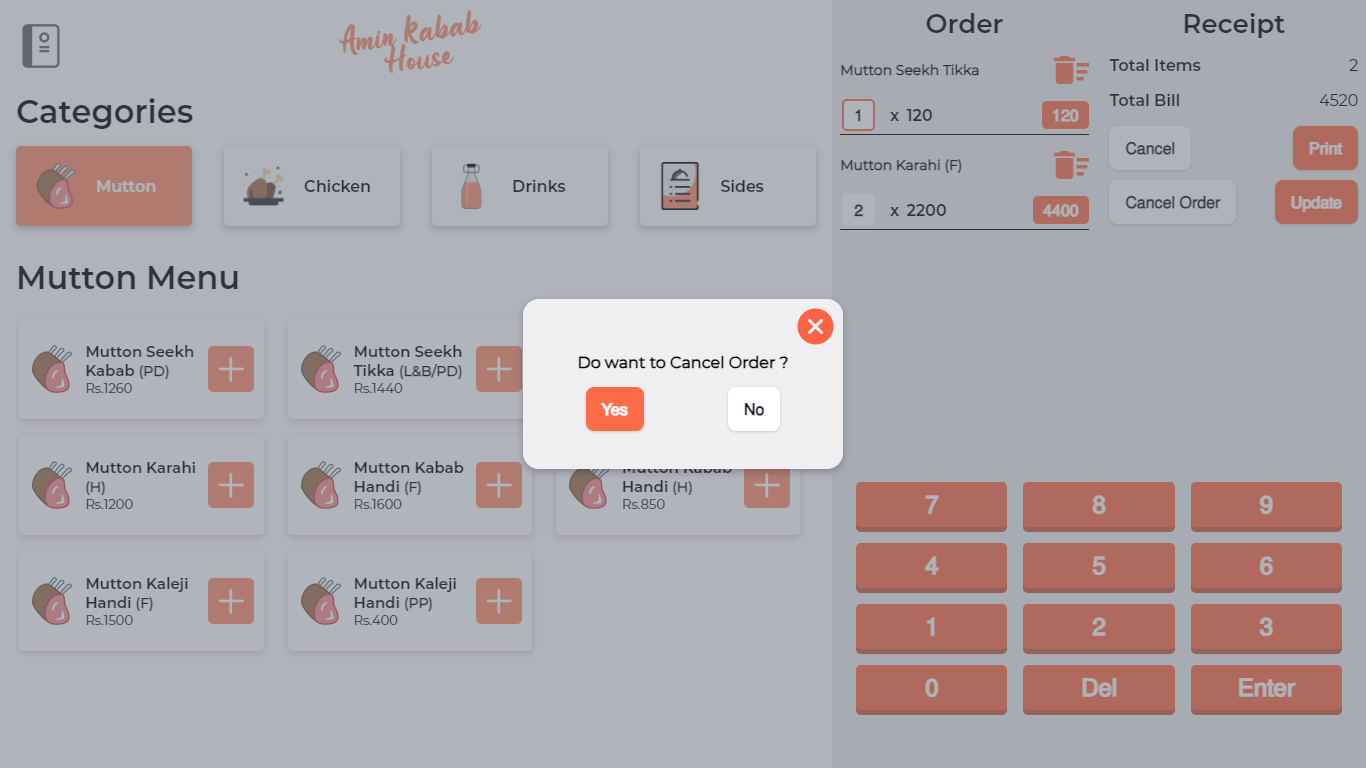 Amin Kabab
House
Categories
Mutton
Chicken
Drinks
Sides
Mutton Menu
Mutton Seekh
Kabab (PD)
Rs.1260
Mutton Seekh
Tikka (L&B/PD)
Rs.1440
Mutton Karahi
(H)
Rs.1200
Mutton Kabab
Handi (F)
Rs.1600
Mutton Kabab
Handi (H)
Rs.850
Mutton Kaleji
Handi (F)
Rs.1500
Mutton Kaleji
Handi (PP)
Rs.400
Do want to Cancel Order ?
Yes
No
Order
Mutton Seekh Tikka
1 x 120 120
Mutton Karahi (F)
2 x 2200 4400
Receipt
Total Items 2
Total Bill 4520
Cancel
Print
Cancel Order
Update
7 8 9
4 5 6
1 2 3
0 Del Enter